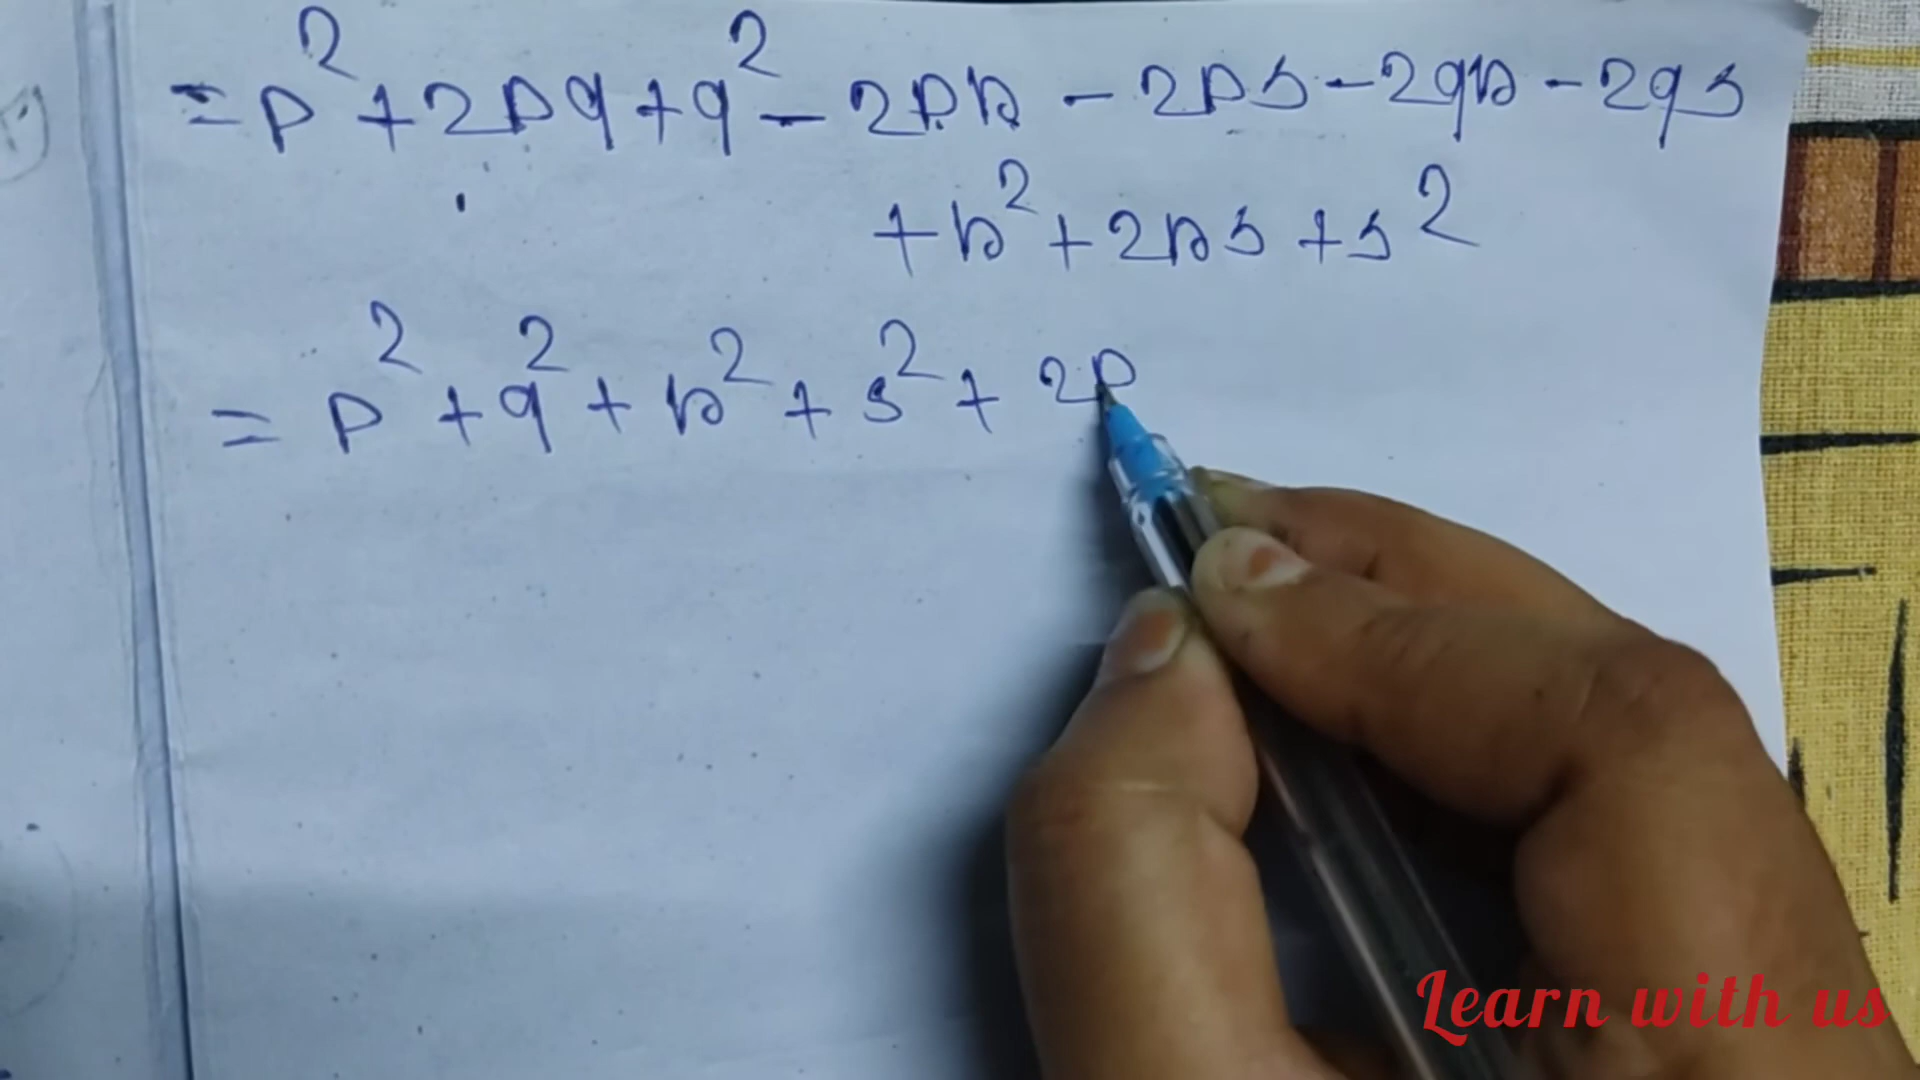 = p² + 2pq + q² - 2pr - 2ps - 2qr - 2qs
+ r² + 2rs + s²
= p² + q² + r² + s² + 2p
Learn with us